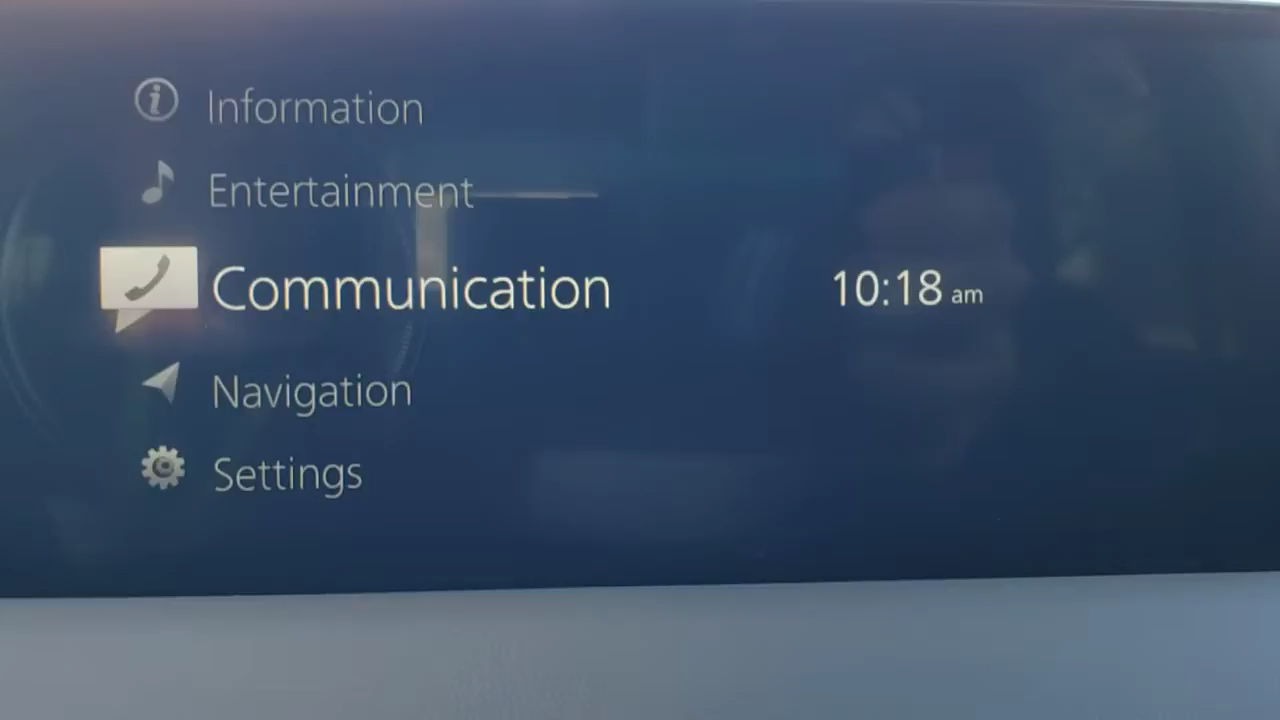 Information
Entertainment
Communication
10:18 am
Navigation
Settings